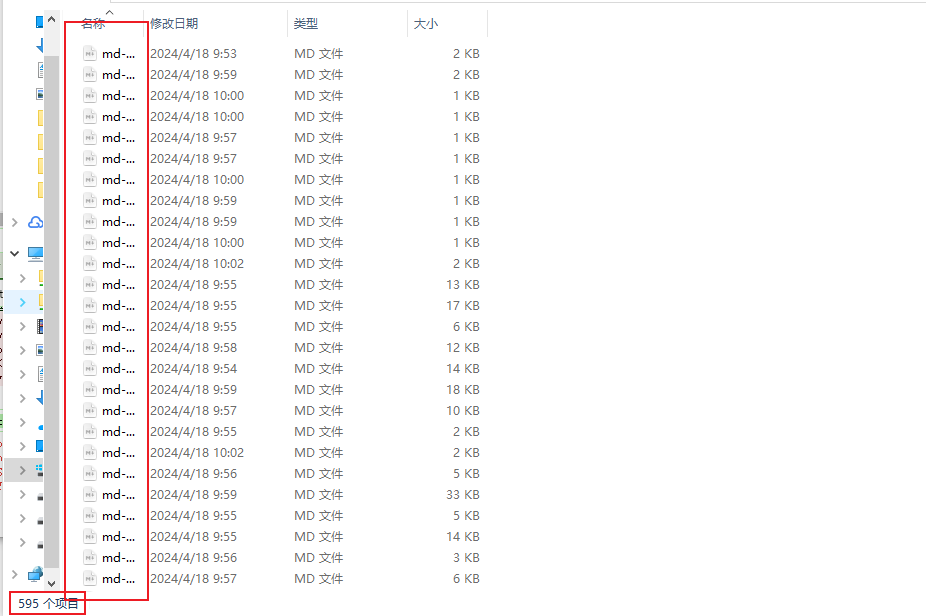 名称 修改日期 类型 大小
md-... 2024/4/18 9:53 MD 文件 2 KB
md-... 2024/4/18 9:59 MD 文件 2 KB
md-... 2024/4/18 10:00 MD 文件 1 KB
md-... 2024/4/18 10:00 MD 文件 1 KB
md-... 2024/4/18 9:57 MD 文件 1 KB
md-... 2024/4/18 9:57 MD 文件 1 KB
md-... 2024/4/18 10:00 MD 文件 1 KB
md-... 2024/4/18 9:59 MD 文件 1 KB
md-... 2024/4/18 9:59 MD 文件 1 KB
md-... 2024/4/18 10:00 MD 文件 1 KB
md-... 2024/4/18 10:02 MD 文件 2 KB
md-... 2024/4/18 9:55 MD 文件 13 KB
md-... 2024/4/18 9:55 MD 文件 17 KB
md-... 2024/4/18 9:55 MD 文件 6 KB
md-... 2024/4/18 9:58 MD 文件 12 KB
md-... 2024/4/18 9:54 MD 文件 14 KB
md-... 2024/4/18 9:59 MD 文件 18 KB
md-... 2024/4/18 9:57 MD 文件 10 KB
md-... 2024/4/18 9:55 MD 文件 2 KB
md-... 2024/4/18 10:02 MD 文件 2 KB
md-... 2024/4/18 9:56 MD 文件 5 KB
md-... 2024/4/18 9:59 MD 文件 33 KB
md-... 2024/4/18 9:55 MD 文件 5 KB
md-... 2024/4/18 9:55 MD 文件 14 KB
md-... 2024/4/18 9:56 MD 文件 3 KB
md-... 2024/4/18 9:57 MD 文件 6 KB
595 个项目